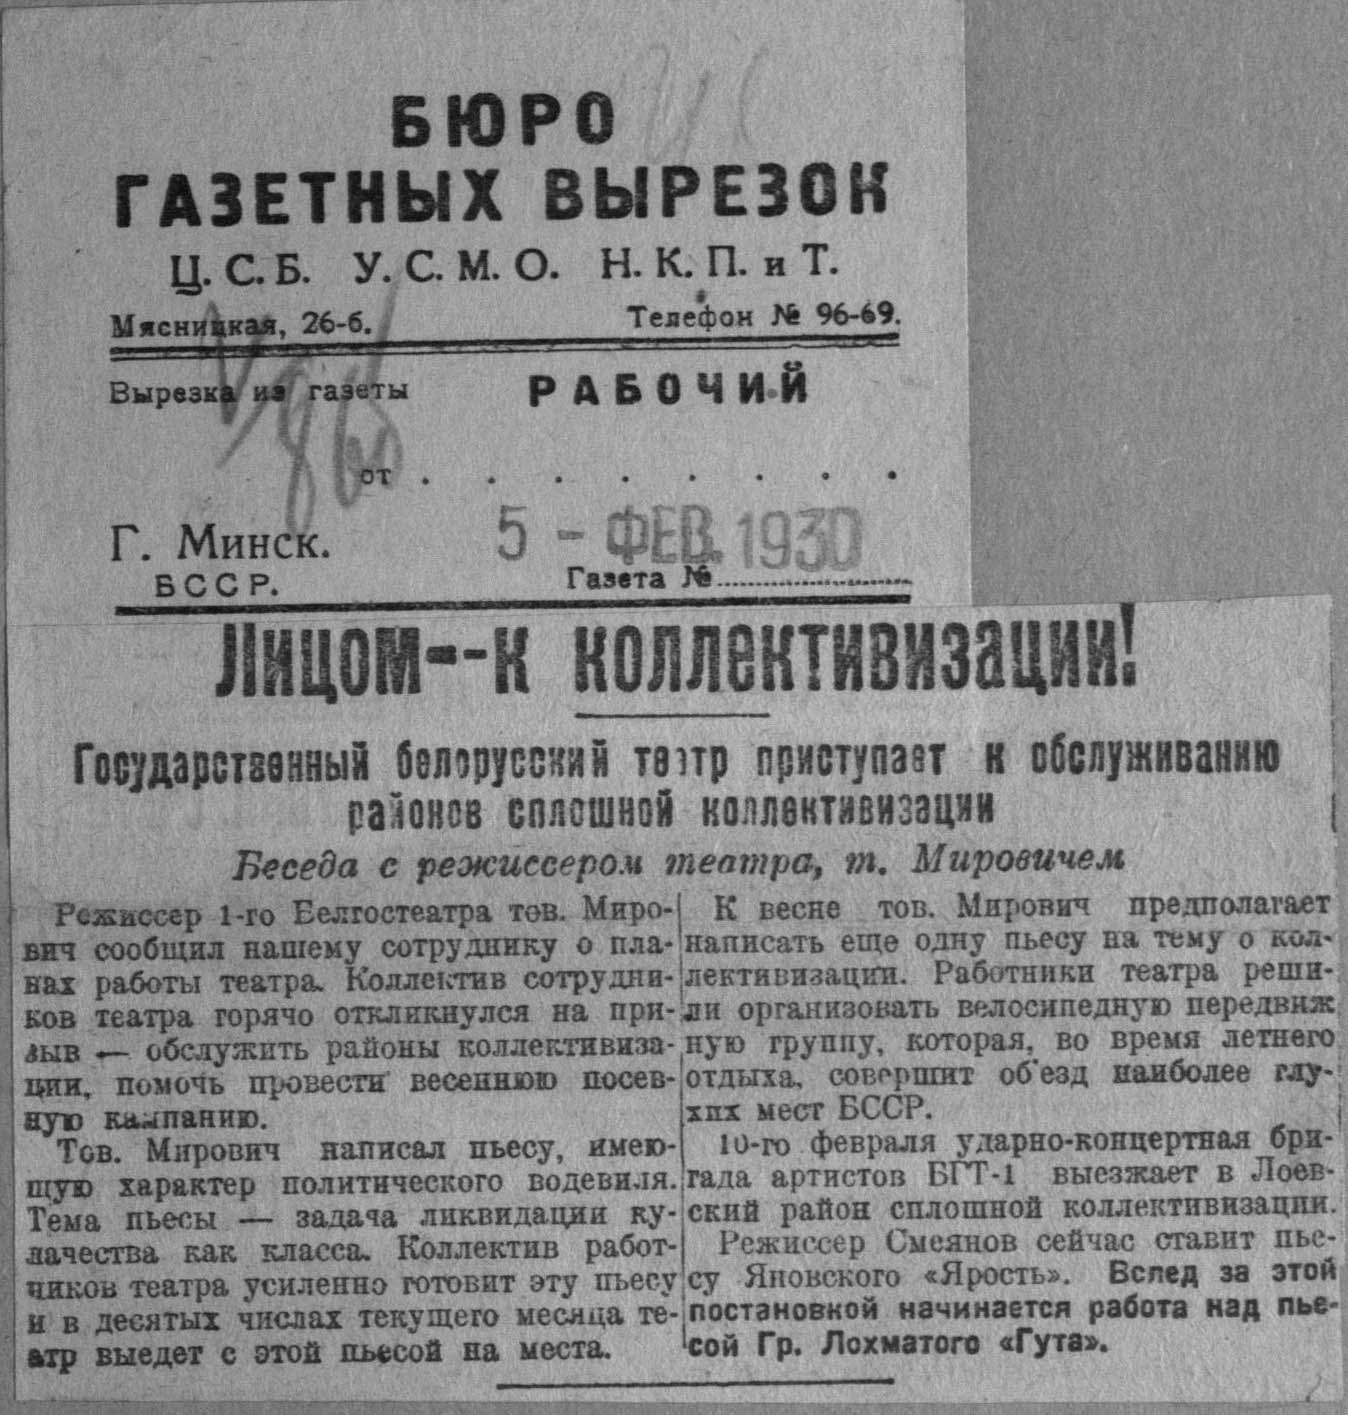 БЮРО
ГАЗЕТНЫХ ВЫРЕЗОК
Ц. С. Б. У. С. М. О. Н. К. П. и Т.
Мясницкая, 26-б. Телефон № 96-69.
Вырезка из газеты РАБОЧИЙ
от . . . . . . . .
Г. Минск. 5 - ФЕВ. 1930
БССР. Газета №
Лицом--к коллективизации!
Государственный белорусский театр приступает к обслуживанию
районов сплошной коллективизации
Беседа с режиссером театра, т. Мировичем
Режиссер 1-го Белгостеатра тов. Миро-
вич сообщил нашему сотруднику о пла-
нах работы театра. Коллектив сотрудни-
ков театра горячо откликнулся на при-
зыв — обслужить районы коллективиза-
ции, помочь провести весеннюю посев-
ную кампанию.
Тов. Мирович написал пьесу, имею-
щую характер политического водевиля.
Тема пьесы — задача ликвидации ку-
лачества как класса. Коллектив работ-
чиков театра усиленно готовит эту пьесу
и в десятых числах текущего месяца те-
атр выедет с этой пьесой на места.
К весне тов. Мирович предполагает
написать еще одну пьесу на тему о кол-
лективизации. Работники театра реши-
ли организовать велосипедную передвиж
ную группу, которая, во время летнего
отдыха, совершит об'езд наиболее глу-
хих мест БССР.
10-го февраля ударно-концертная бри-
гада артистов БГТ-1 выезжает в Лоев-
ский район сплошной коллективизации.
Режиссер Смеянов сейчас ставит пье-
су Яновского «Ярость». Вслед за этой
постановкой начинается работа над пье-
сой Гр. Лохматого «Гута».